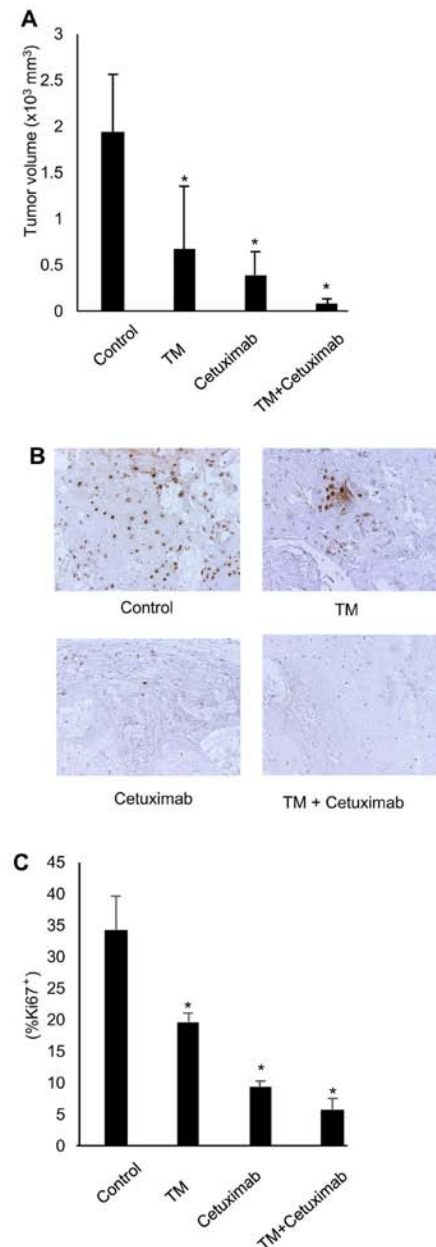 A
Tumor volume (x10³ mm³)
3
2.5
2
1.5
1
0.5
0
*
*
*
Control
TM
Cetuximab
TM+Cetuximab
B
Control
TM
Cetuximab
TM + Cetuximab
C
(%Ki67⁺)
45
40
35
30
25
20
15
10
5
0
*
*
*
Control
TM
Cetuximab
TM+Cetuximab